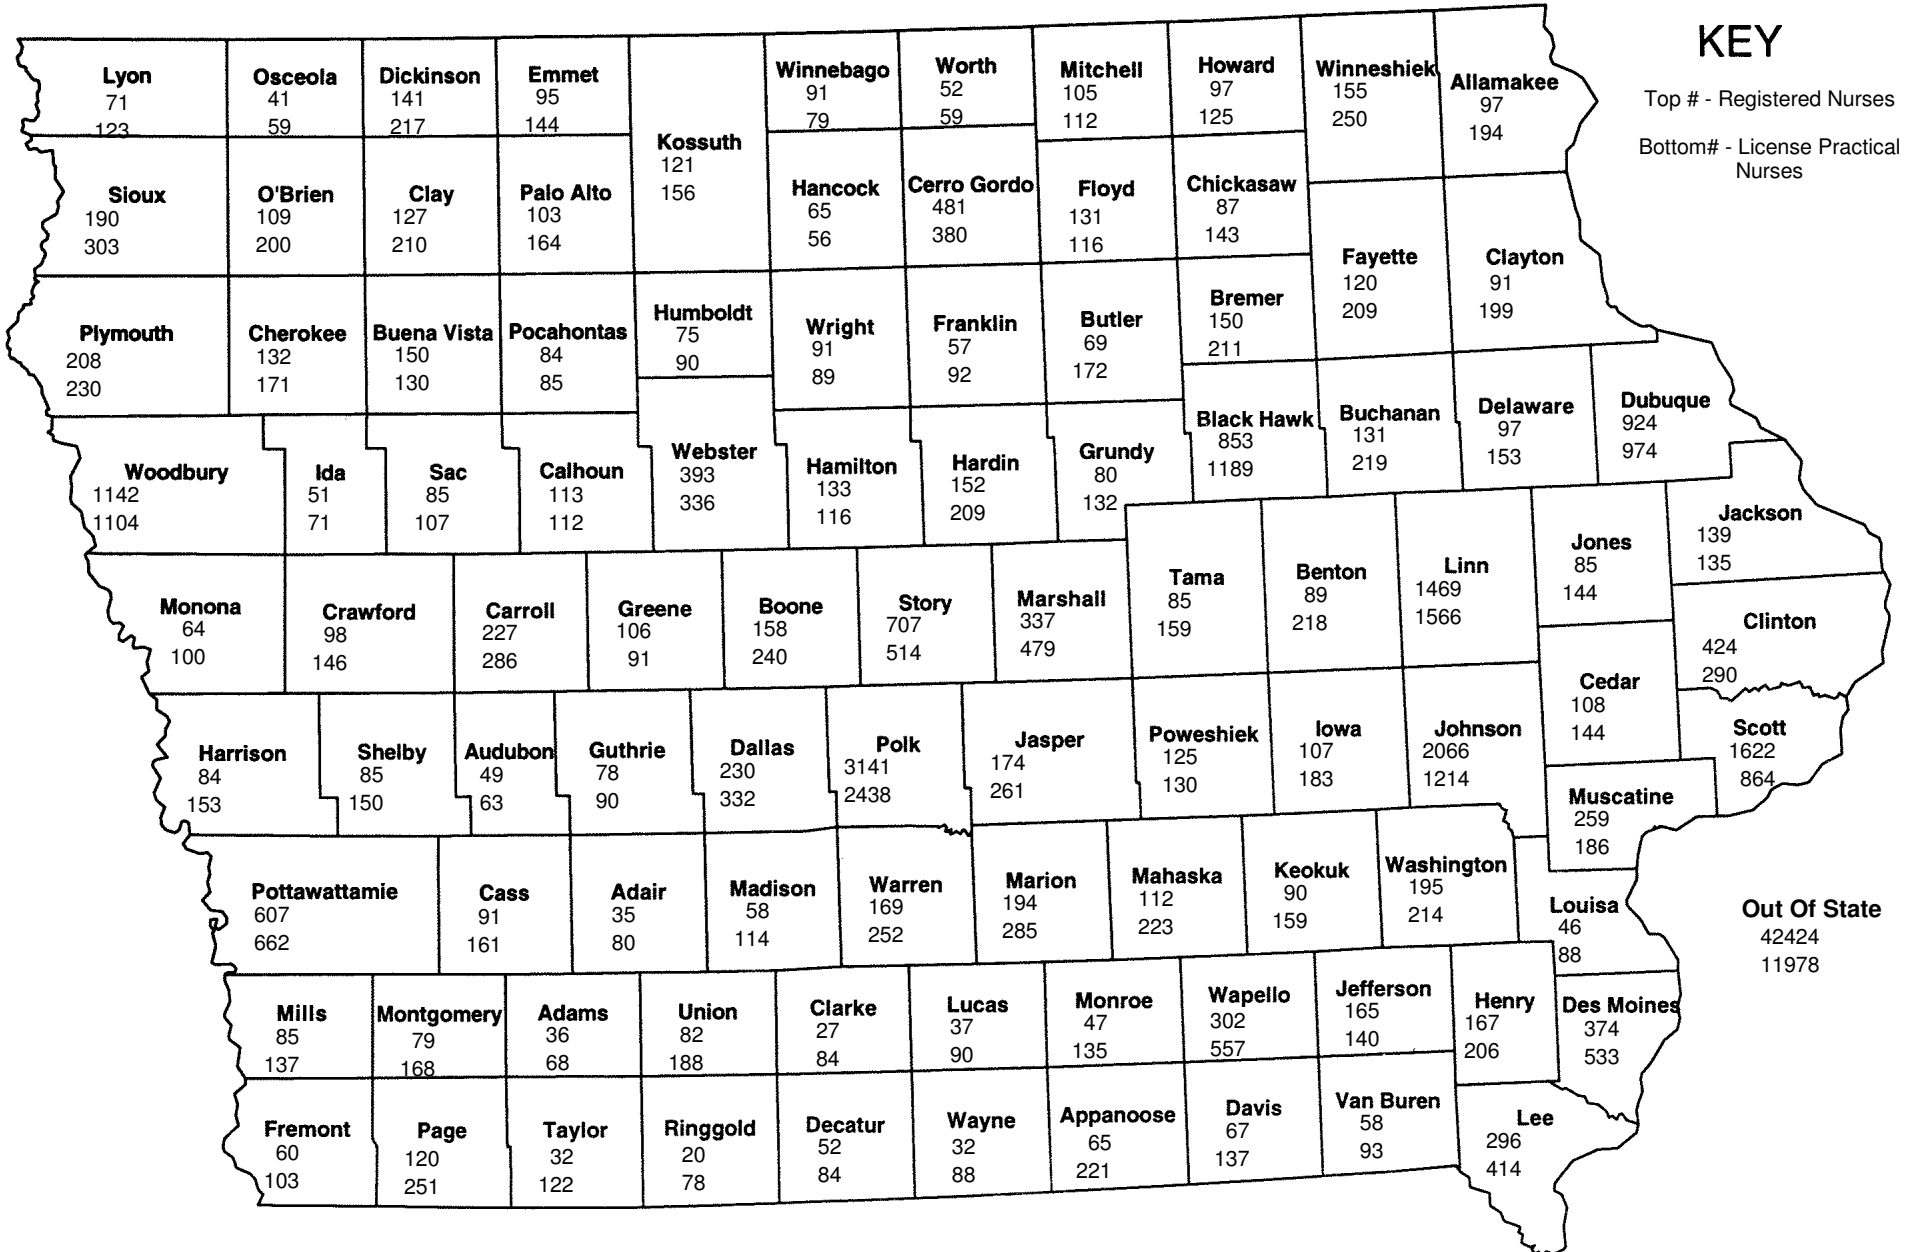 KEY
Top # - Registered Nurses
Bottom# - License Practical
Nurses
Lyon
71
123
Osceola
41
59
Dickinson
141
217
Emmet
95
144
Kossuth
121
156
Winnebago
91
79
Worth
52
59
Mitchell
105
112
Howard
97
125
Winneshiek
155
250
Allamakee
97
194
Sioux
190
303
O'Brien
109
200
Clay
127
210
Palo Alto
103
164
Hancock
65
56
Cerro Gordo
481
380
Floyd
131
116
Chickasaw
87
143
Fayette
120
209
Clayton
91
199
Plymouth
208
230
Cherokee
132
171
Buena Vista
150
130
Pocahontas
84
85
Humboldt
75
90
Wright
91
89
Franklin
57
92
Butler
69
172
Bremer
150
211
Woodbury
1142
1104
Ida
51
71
Sac
85
107
Calhoun
113
112
Webster
393
336
Hamilton
133
116
Hardin
152
209
Grundy
80
132
Black Hawk
853
1189
Buchanan
131
219
Delaware
97
153
Dubuque
924
974
Monona
64
100
Crawford
98
146
Carroll
227
286
Greene
106
91
Boone
158
240
Story
707
514
Marshall
337
479
Tama
85
159
Benton
89
218
Linn
1469
1566
Jones
85
144
Jackson
139
135
Clinton
424
290
Harrison
84
153
Shelby
85
150
Audubon
49
63
Guthrie
78
90
Dallas
230
332
Polk
3141
2438
Jasper
174
261
Poweshiek
125
130
Iowa
107
183
Johnson
2066
1214
Cedar
108
144
Scott
1622
864
Muscatine
259
186
Pottawattamie
607
662
Cass
91
161
Adair
35
80
Madison
58
114
Warren
169
252
Marion
194
285
Mahaska
112
223
Keokuk
90
159
Washington
195
214
Louisa
46
88
Out Of State
42424
11978
Mills
85
137
Montgomery
79
168
Adams
36
68
Union
82
188
Clarke
27
84
Lucas
37
90
Monroe
47
135
Wapello
302
557
Jefferson
165
140
Henry
167
206
Des Moines
374
533
Fremont
60
103
Page
120
251
Taylor
32
122
Ringgold
20
78
Decatur
52
84
Wayne
32
88
Appanoose
65
221
Davis
67
137
Van Buren
58
93
Lee
296
414